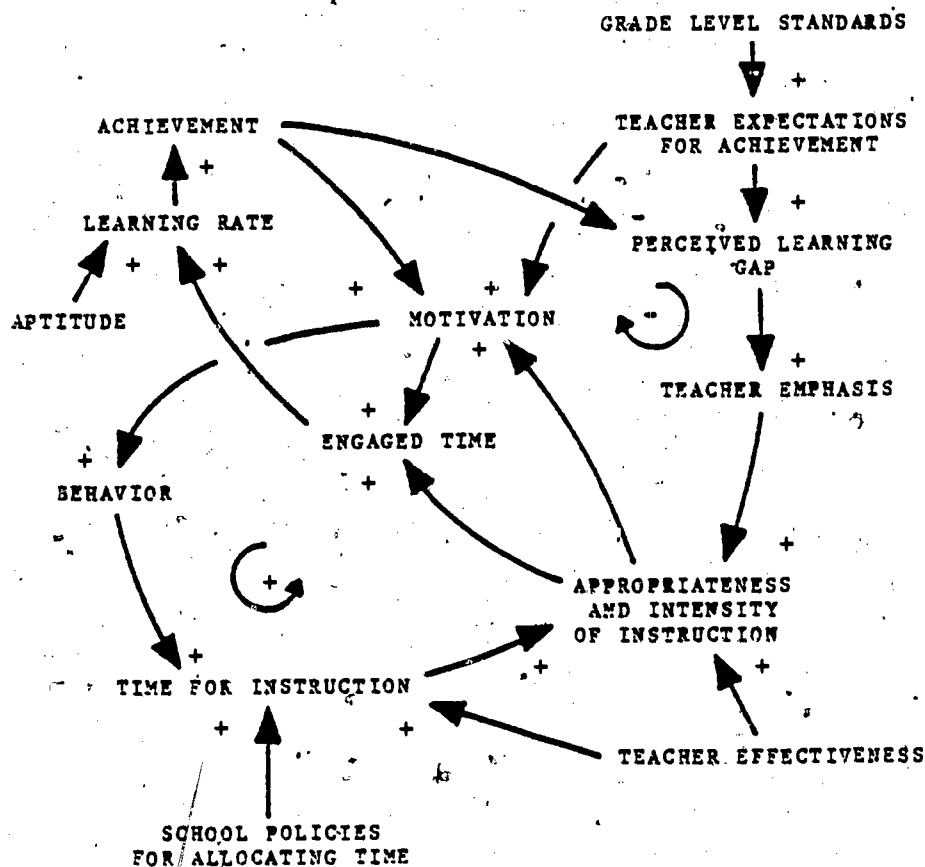 GRADE LEVEL STANDARDS
+
ACHIEVEMENT
TEACHER EXPECTATIONS
FOR ACHIEVEMENT
+
+
LEARNING RATE
-
PERCEIVED LEARNING
GAP
+
+
APTITUDE
+
+
MOTIVATION
-
+
+
TEACHER EMPHASIS
+
ENGAGED TIME
+
+
BEHAVIOR
+
+
APPROPRIATENESS
AND INTENSITY
OF INSTRUCTION
+
+
+
TIME FOR INSTRUCTION
+
+
TEACHER EFFECTIVENESS
SCHOOL POLICIES
FOR ALLOCATING TIME